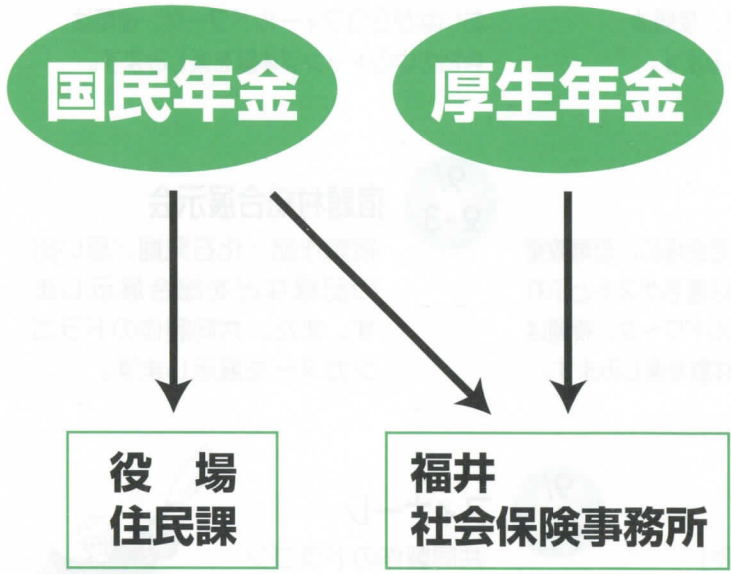 国民年金
厚生年金
役場
住民課
福井
社会保険事務所